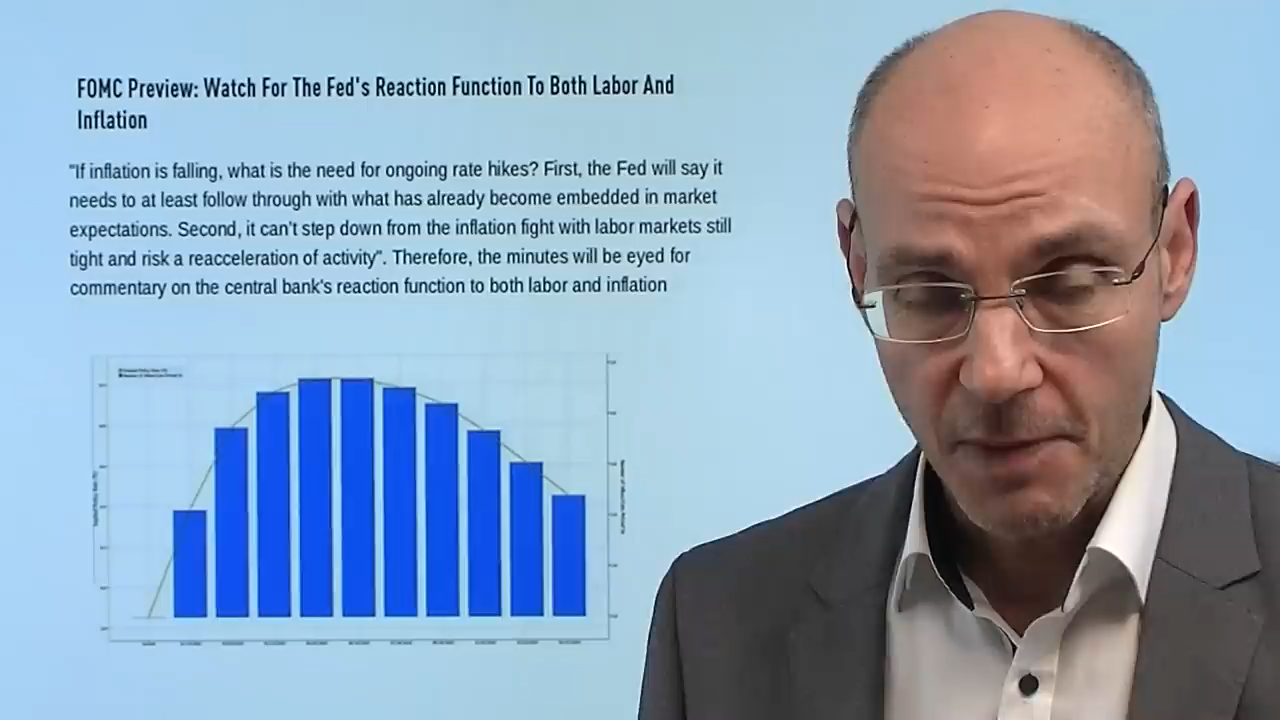 FOMC Preview: Watch For The Fed's Reaction Function To Both Labor And
Inflation
"If inflation is falling, what is the need for ongoing rate hikes? First, the Fed will say it
needs to at least follow through with what has already become embedded in market
expectations. Second, it can't step down from the inflation fight with labor markets still
tight and risk a reacceleration of activity". Therefore, the minutes will be eyed for
commentary on the central bank's reaction function to both labor and inflation